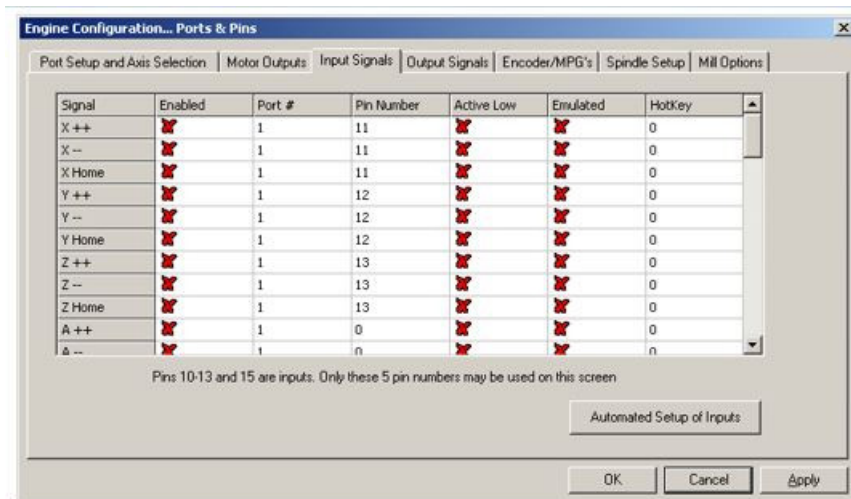 Engine Configuration... Ports & Pins
Port Setup and Axis Selection Motor Outputs Input Signals Output Signals Encoder/MPG's Spindle Setup Mill Options
Signal Enabled Port # Pin Number Active Low Emulated HotKey
X ++ 1 11 0
X -- 1 11 0
X Home 1 11 0
Y ++ 1 12 0
Y -- 1 12 0
Y Home 1 12 0
Z ++ 1 13 0
Z -- 1 13 0
Z Home 1 13 0
A ++ 1 0 0
A -- 1 0 0
Pins 10-13 and 15 are inputs. Only these 5 pin numbers may be used on this screen
Automated Setup of Inputs
OK Cancel Apply